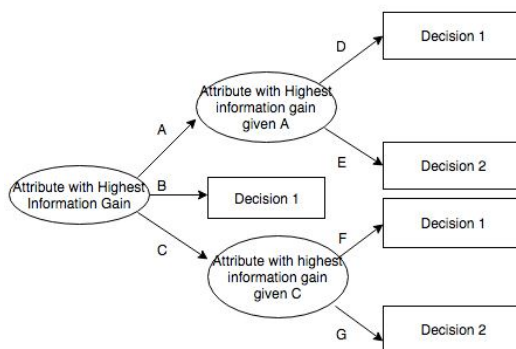 D
Decision 1
Attribute with Highest
information gain
given A
A
E
Decision 2
Attribute with Highest
Information Gain
B
Decision 1
C
F
Decision 1
Attribute with highest
information gain
given C
G
Decision 2